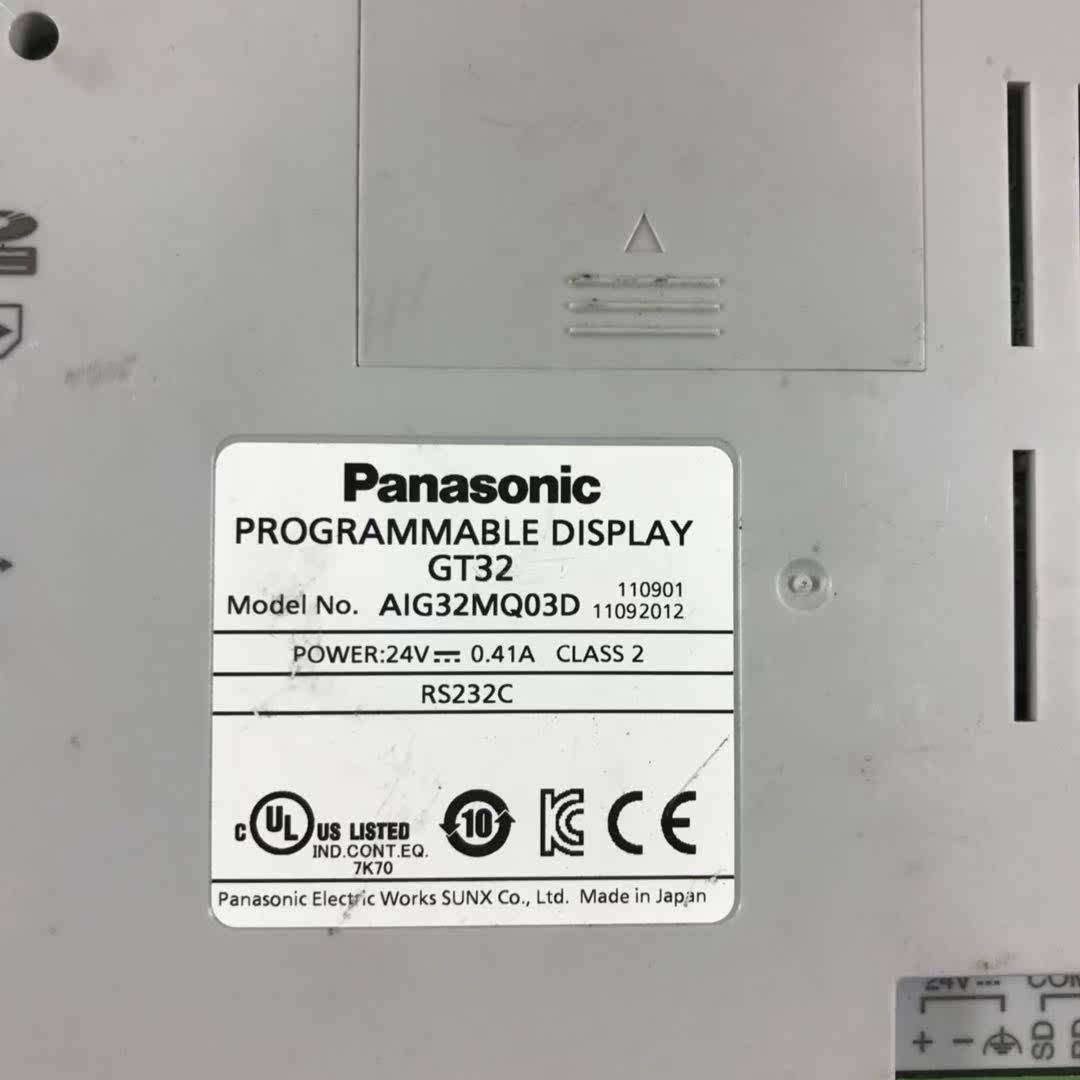 Panasonic
PROGRAMMABLE DISPLAY
GT32
Model No. AIG32MQ03D 110901
11092012
POWER:24V⎓ 0.41A CLASS 2
RS232C
C UL US LISTED
IND.CONT.EQ.
7K70
10
CE
Panasonic Electric Works SUNX Co., Ltd. Made in Japan
24V⎓
+ − SD